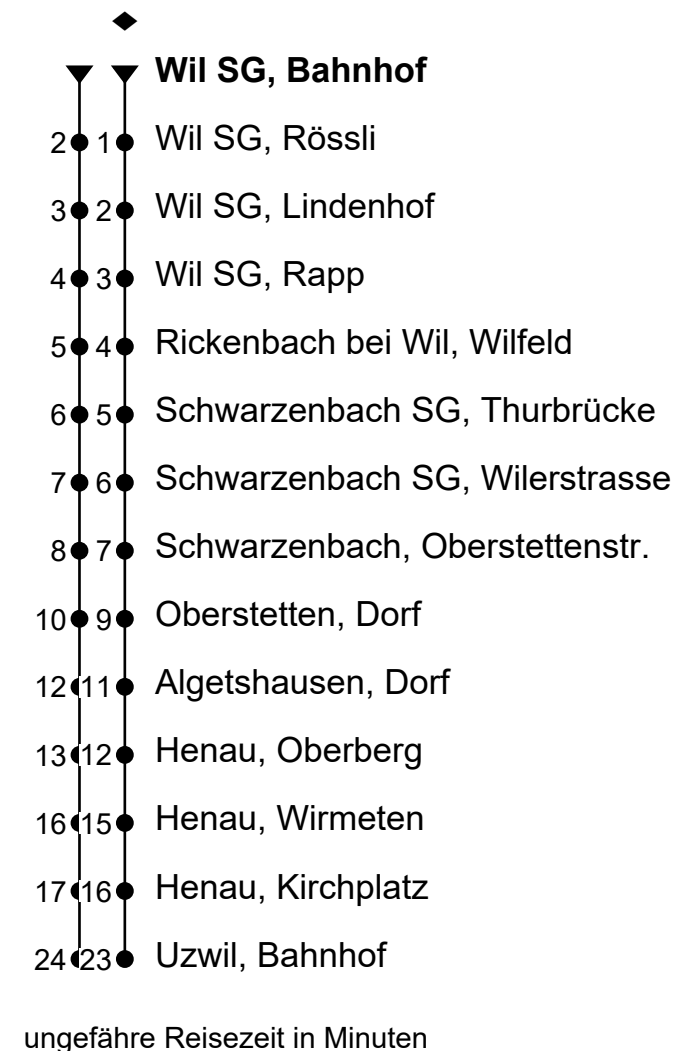 Wil SG, Bahnhof
2 1 Wil SG, Rössli
3 2 Wil SG, Lindenhof
4 3 Wil SG, Rapp
5 4 Rickenbach bei Wil, Wilfeld
6 5 Schwarzenbach SG, Thurbrücke
7 6 Schwarzenbach SG, Wilerstrasse
8 7 Schwarzenbach, Oberstettenstr.
10 9 Oberstetten, Dorf
12 11 Algetshausen, Dorf
13 12 Henau, Oberberg
16 15 Henau, Wirmeten
17 16 Henau, Kirchplatz
24 23 Uzwil, Bahnhof
ungefähre Reisezeit in Minuten